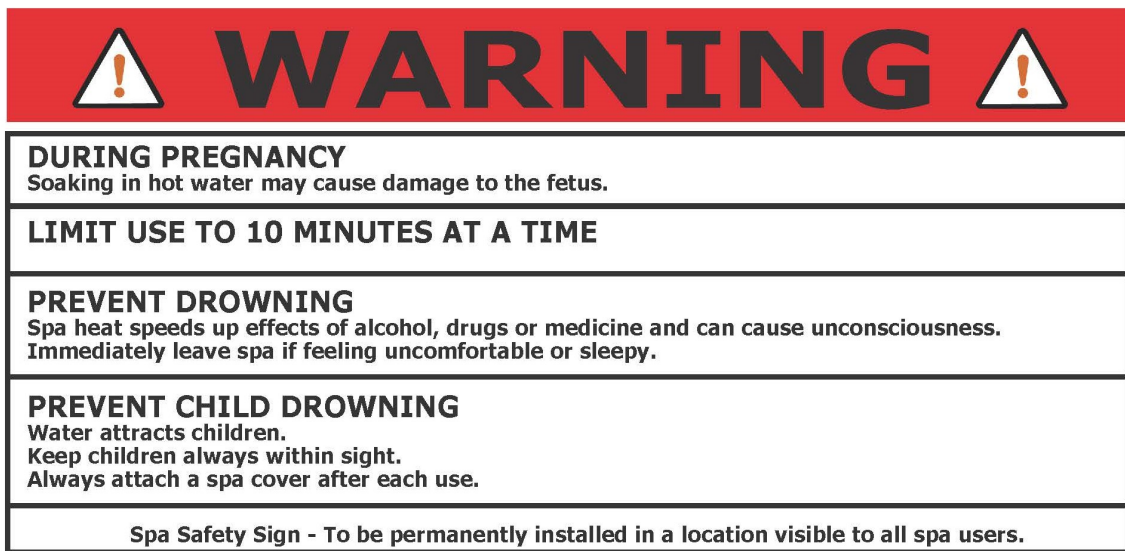 WARNING
DURING PREGNANCY
Soaking in hot water may cause damage to the fetus.
LIMIT USE TO 10 MINUTES AT A TIME
PREVENT DROWNING
Spa heat speeds up effects of alcohol, drugs or medicine and can cause unconsciousness.
Immediately leave spa if feeling uncomfortable or sleepy.
PREVENT CHILD DROWNING
Water attracts children.
Keep children always within sight.
Always attach a spa cover after each use.
Spa Safety Sign - To be permanently installed in a location visible to all spa users.